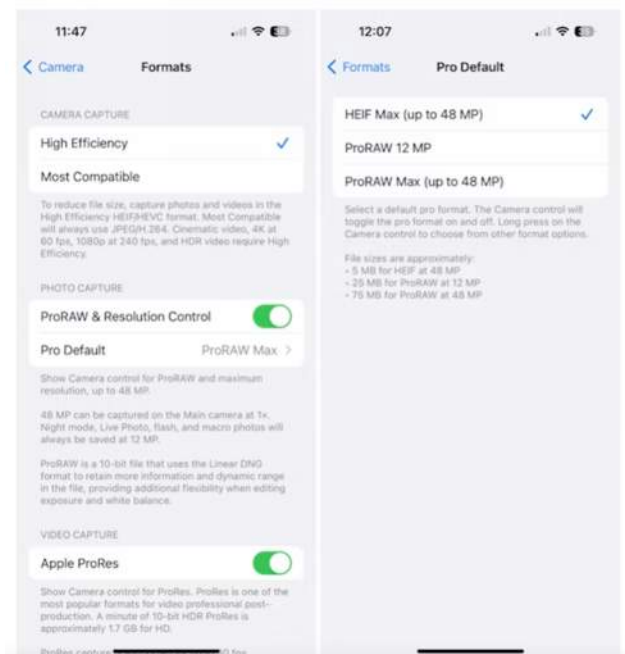 11:47
Camera
Formats
CAMERA CAPTURE
High Efficiency
Most Compatible
To reduce file size, capture photos and videos in the
High Efficiency HEIF/HEVC format. Most Compatible
will always use JPEG/H.264. Cinematic video, 4K at
60 fps, 1080p at 240 fps, and HDR video require High
Efficiency.
PHOTO CAPTURE
ProRAW & Resolution Control
Pro Default
ProRAW Max
Show Camera control for ProRAW and maximum
resolution, up to 48 MP.
48 MP can be captured on the Main camera at 1x.
Night mode, Live Photo, flash, and macro photos will
always be saved at 12 MP.
ProRAW is a 10-bit file that uses the Linear DNG
format to retain more information and dynamic range
in the file, providing additional flexibility when editing
exposure and white balance.
VIDEO CAPTURE
Apple ProRes
Show Camera control for ProRes. ProRes is one of the
most popular formats for video professional post-
production. A minute of 10-bit HDR ProRes is
approximately 1.7 GB for HD.
ProRes capture
12:07
Formats
Pro Default
HEIF Max (up to 48 MP)
ProRAW 12 MP
ProRAW Max (up to 48 MP)
Select a default pro format. The Camera control will
toggle the pro format on and off. Long press on the
Camera control to choose from other format options.
File sizes are approximately:
- 5 MB for HEIF at 48 MP
- 25 MB for ProRAW at 12 MP
- 75 MB for ProRAW at 48 MP